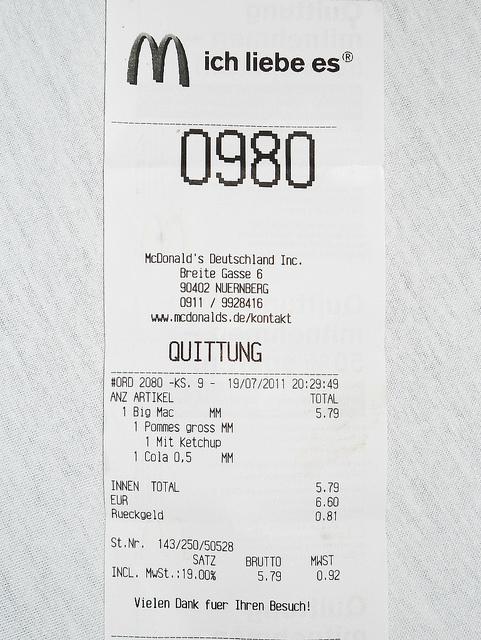 M ich liebe es®
0980
McDonald's Deutschland Inc.
Breite Gasse 6
90402 NUERNBERG
0911 / 9928416
www.mcdonalds.de/kontakt
QUITTUNG
#ORD 2080 -KS. 9 - 19/07/2011 20:29:49
ANZ ARTIKEL TOTAL
1 Big Mac MM 5.79
1 Pommes gross MM
1 Mit Ketchup
1 Cola 0,5 MM
INNEN TOTAL 5.79
EUR 6.60
Rueckgeld 0.81
St.Nr. 143/250/50528
SATZ BRUTTO MWST
INCL. MwSt.:19.00% 5.79 0.92
Vielen Dank fuer Ihren Besuch!